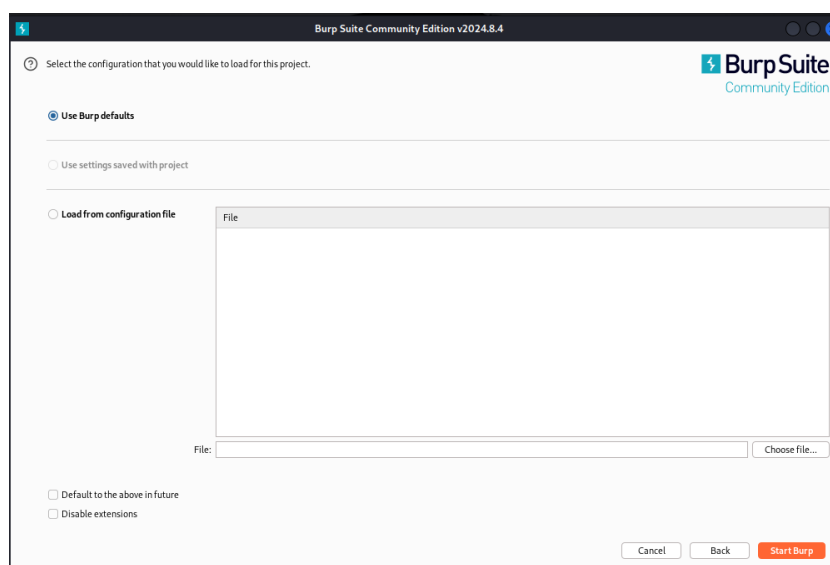 Burp Suite Community Edition v2024.8.4
? Select the configuration that you would like to load for this project.
Burp Suite
Community Edition
Use Burp defaults
Use settings saved with project
Load from configuration file
File
File:
Choose file...
Default to the above in future
Disable extensions
Cancel Back Start Burp